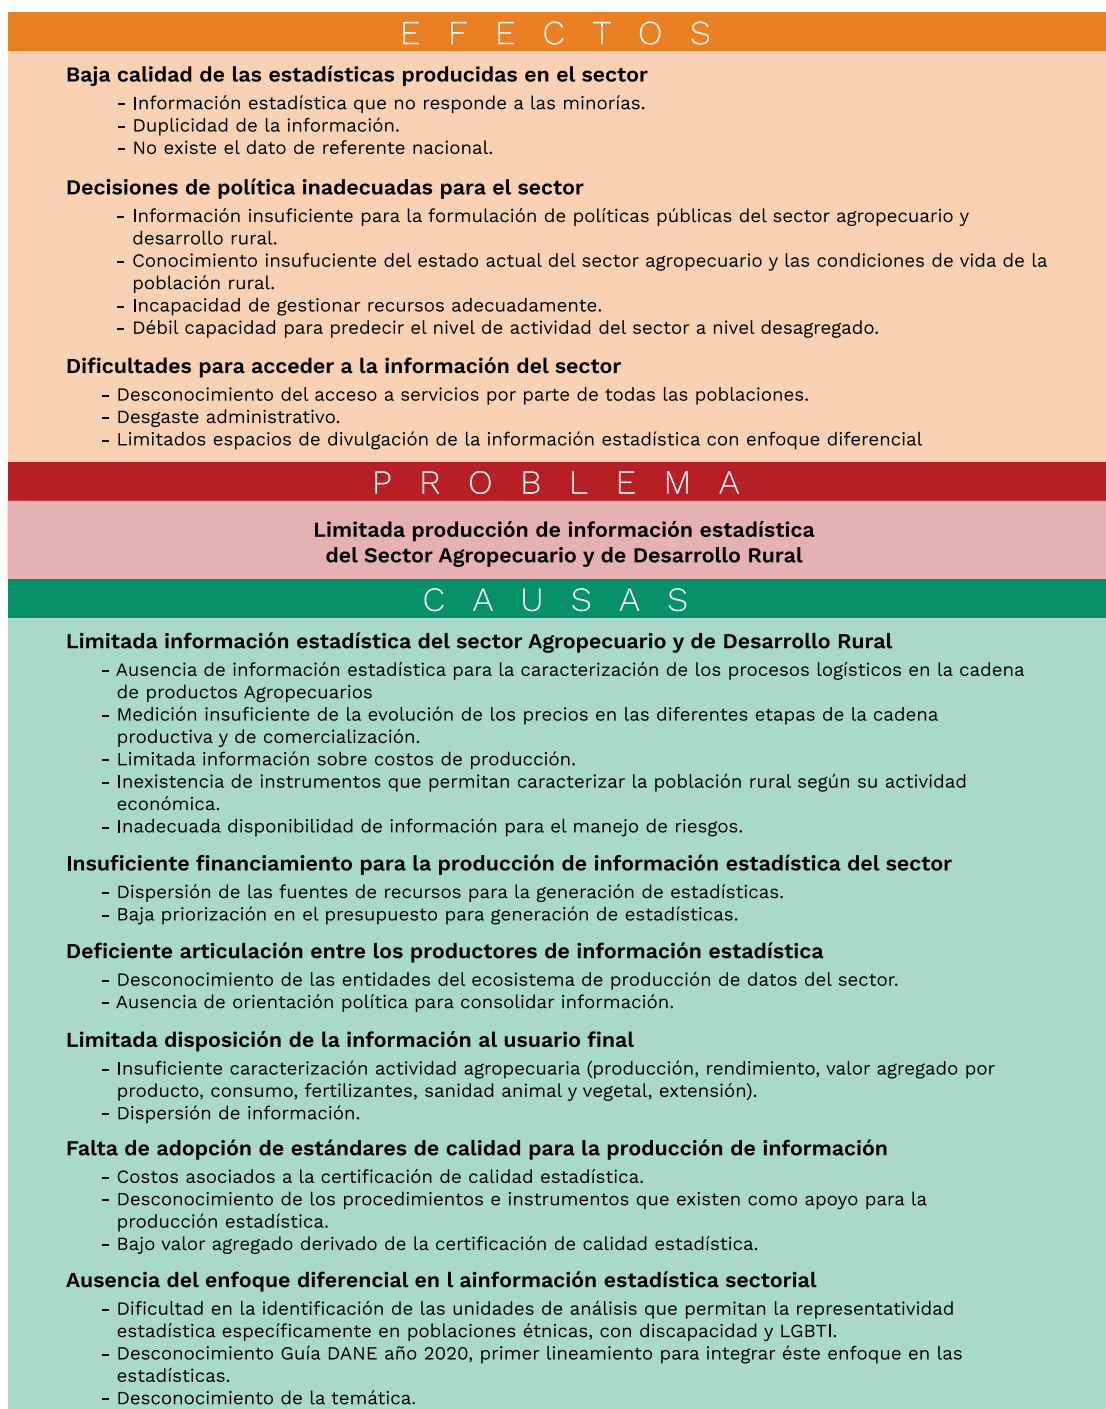 EFECTOS
Baja calidad de las estadísticas producidas en el sector
- Información estadística que no responde a las minorías.
- Duplicidad de la información.
- No existe el dato de referente nacional.
Decisiones de política inadecuadas para el sector
- Información insuficiente para la formulación de políticas públicas del sector agropecuario y
desarrollo rural.
- Conocimiento insufuciente del estado actual del sector agropecuario y las condiciones de vida de la
población rural.
- Incapacidad de gestionar recursos adecuadamente.
- Débil capacidad para predecir el nivel de actividad del sector a nivel desagregado.
Dificultades para acceder a la información del sector
- Desconocimiento del acceso a servicios por parte de todas las poblaciones.
- Desgaste administrativo.
- Limitados espacios de divulgación de la información estadística con enfoque diferencial
PROBLEMA
Limitada producción de información estadística
del Sector Agropecuario y de Desarrollo Rural
CAUSAS
Limitada información estadística del sector Agropecuario y de Desarrollo Rural
- Ausencia de información estadística para la caracterización de los procesos logísticos en la cadena
de productos Agropecuarios
- Medición insuficiente de la evolución de los precios en las diferentes etapas de la cadena
productiva y de comercialización.
- Limitada información sobre costos de producción.
- Inexistencia de instrumentos que permitan caracterizar la población rural según su actividad
económica.
- Inadecuada disponibilidad de información para el manejo de riesgos.
Insuficiente financiamiento para la producción de información estadística del sector
- Dispersión de las fuentes de recursos para la generación de estadísticas.
- Baja priorización en el presupuesto para generación de estadísticas.
Deficiente articulación entre los productores de información estadística
- Desconocimiento de las entidades del ecosistema de producción de datos del sector.
- Ausencia de orientación política para consolidar información.
Limitada disposición de la información al usuario final
- Insuficiente caracterización actividad agropecuaria (producción, rendimiento, valor agregado por
producto, consumo, fertilizantes, sanidad animal y vegetal, extensión).
- Dispersión de información.
Falta de adopción de estándares de calidad para la producción de información
- Costos asociados a la certificación de calidad estadística.
- Desconocimiento de los procedimientos e instrumentos que existen como apoyo para la
producción estadística.
- Bajo valor agregado derivado de la certificación de calidad estadística.
Ausencia del enfoque diferencial en l ainformación estadística sectorial
- Dificultad en la identificación de las unidades de análisis que permitan la representatividad
estadística específicamente en poblaciones étnicas, con discapacidad y LGBTI.
- Desconocimiento Guía DANE año 2020, primer lineamiento para integrar éste enfoque en las
estadísticas.
- Desconocimiento de la temática.